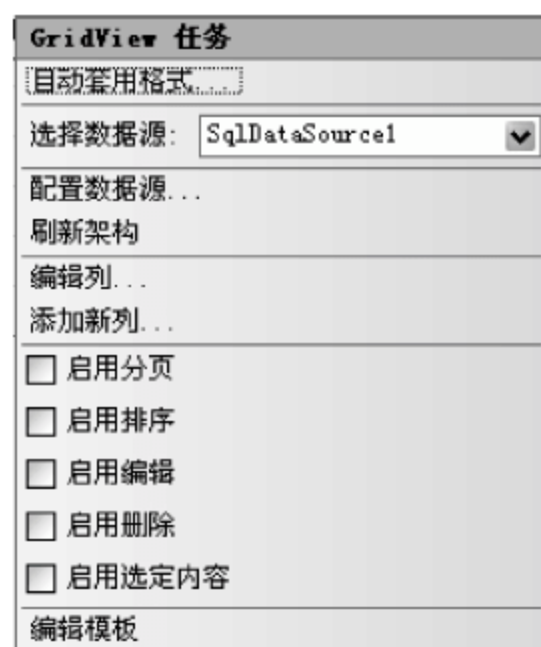 GridView 任务
自动套用格式...
选择数据源: SqlDataSource1
配置数据源...
刷新架构
编辑列...
添加新列...
启用分页
启用排序
启用编辑
启用删除
启用选定内容
编辑模板